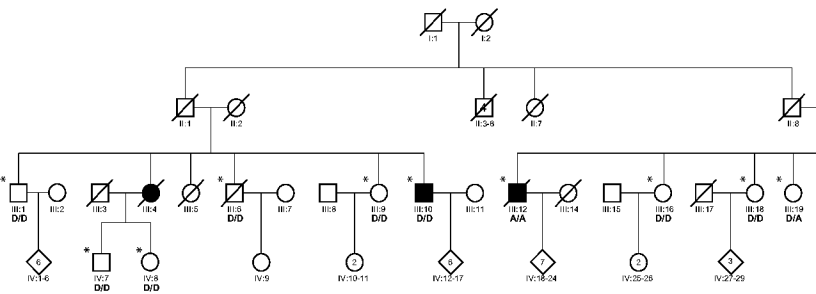 I:1 I:2
4
II:1 II:2 II:3-6 II:7 II:8
* * * * * * * *
III:1 III:2 III:3 III:4 III:5 III:6 III:7 III:8 III:9 III:10 III:11 III:12 III:14 III:15 III:16 III:17 III:18 III:19
D/D D/D D/D D/D A/A D/D D/D D/A
* *
6 2 6 7 2 3
IV:1-6 IV:7 IV:8 IV:9 IV:10-11 IV:12-17 IV:18-24 IV:25-26 IV:27-29
D/D D/D